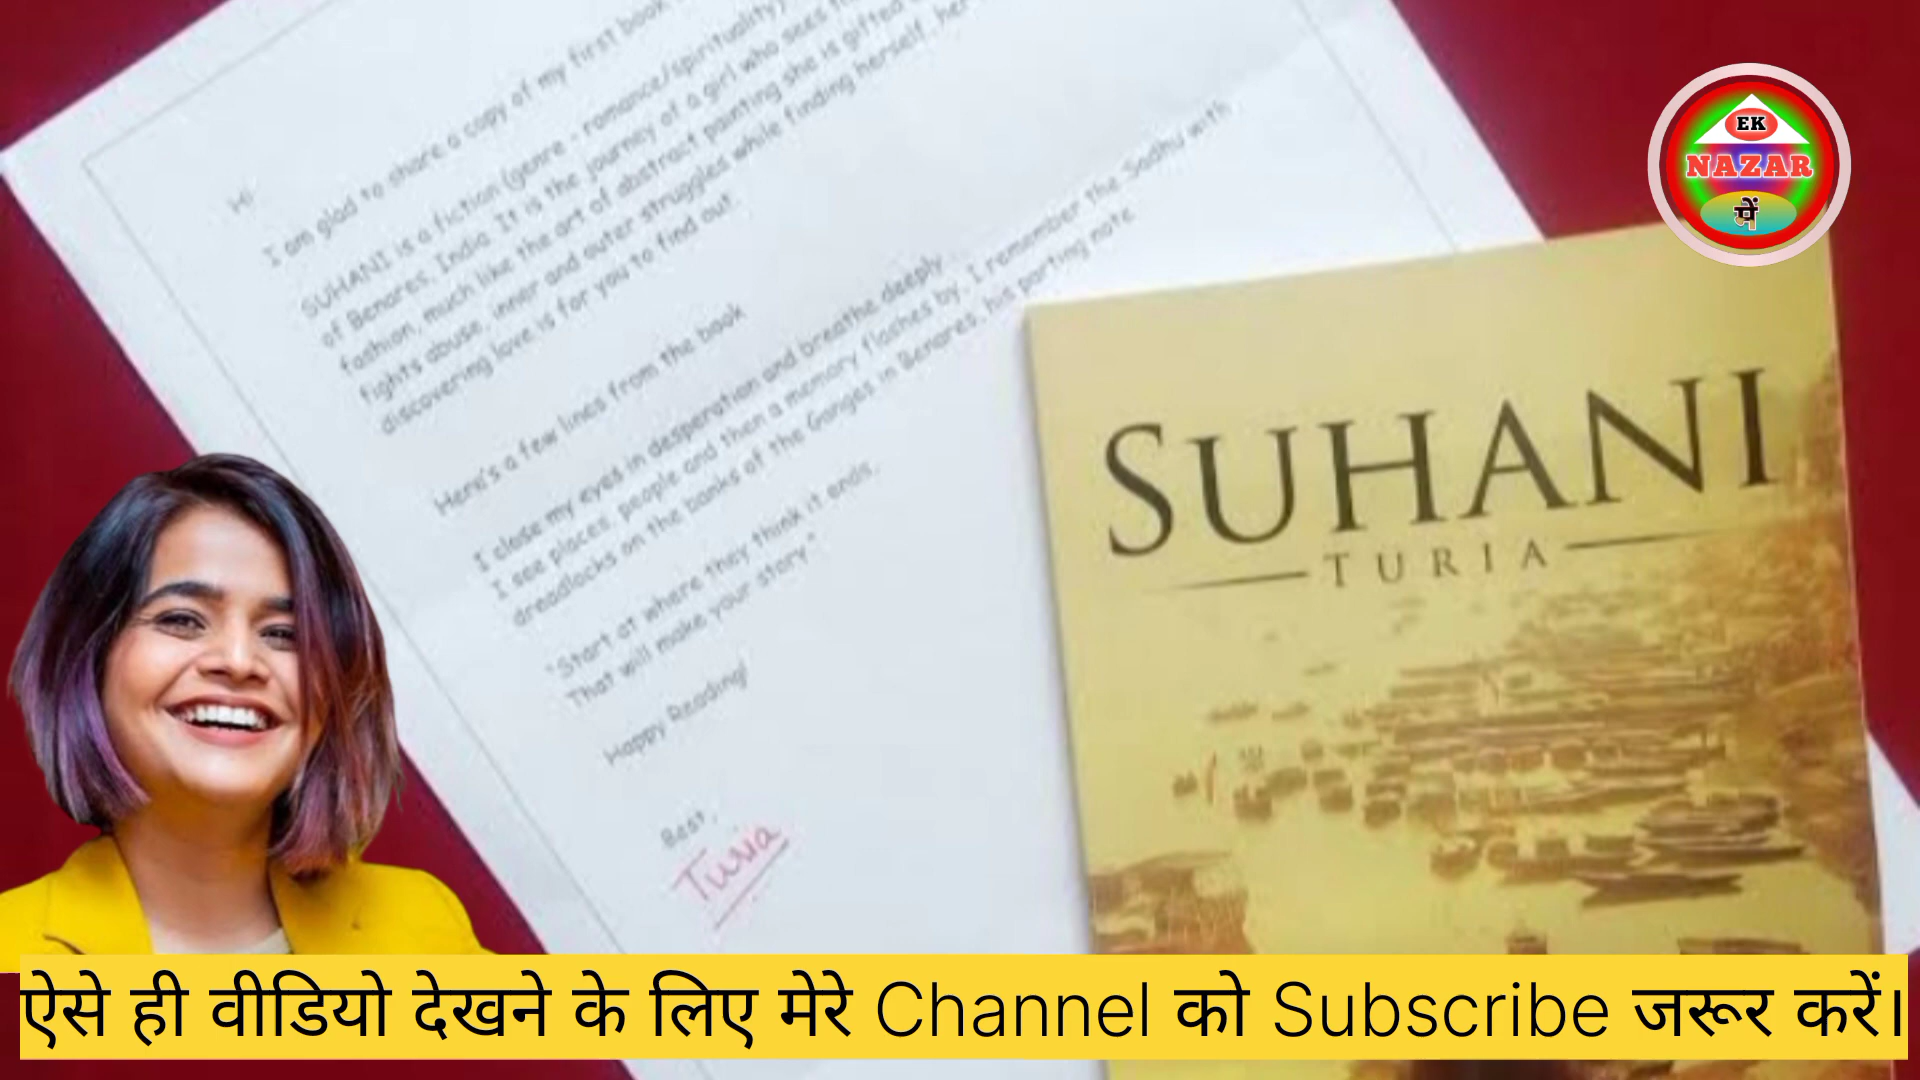 Hi
I am glad to share a copy of my first book
SUHANI is a fiction (genre - romance/spirituality)
of Benares, India. It is the journey of a girl who sees
fashion, much like the art of abstract painting she is gifted
fights abuse, inner and outer struggles while finding herself, her
discovering love is for you to find out.
Here's a few lines from the book
I close my eyes in desperation and breathe deeply.
I see places, people and then a memory flashes by. I remember the Sadhu with
dreadlocks on the banks of the Ganges in Benares, his parting note
"Start at where they think it ends,
That will make your story."
Happy Reading!
Best,
Turia
EK
NAZAR
में
SUHANI
TURIA
ऐसे ही वीडियो देखने के लिए मेरे Channel को Subscribe जरूर करें।